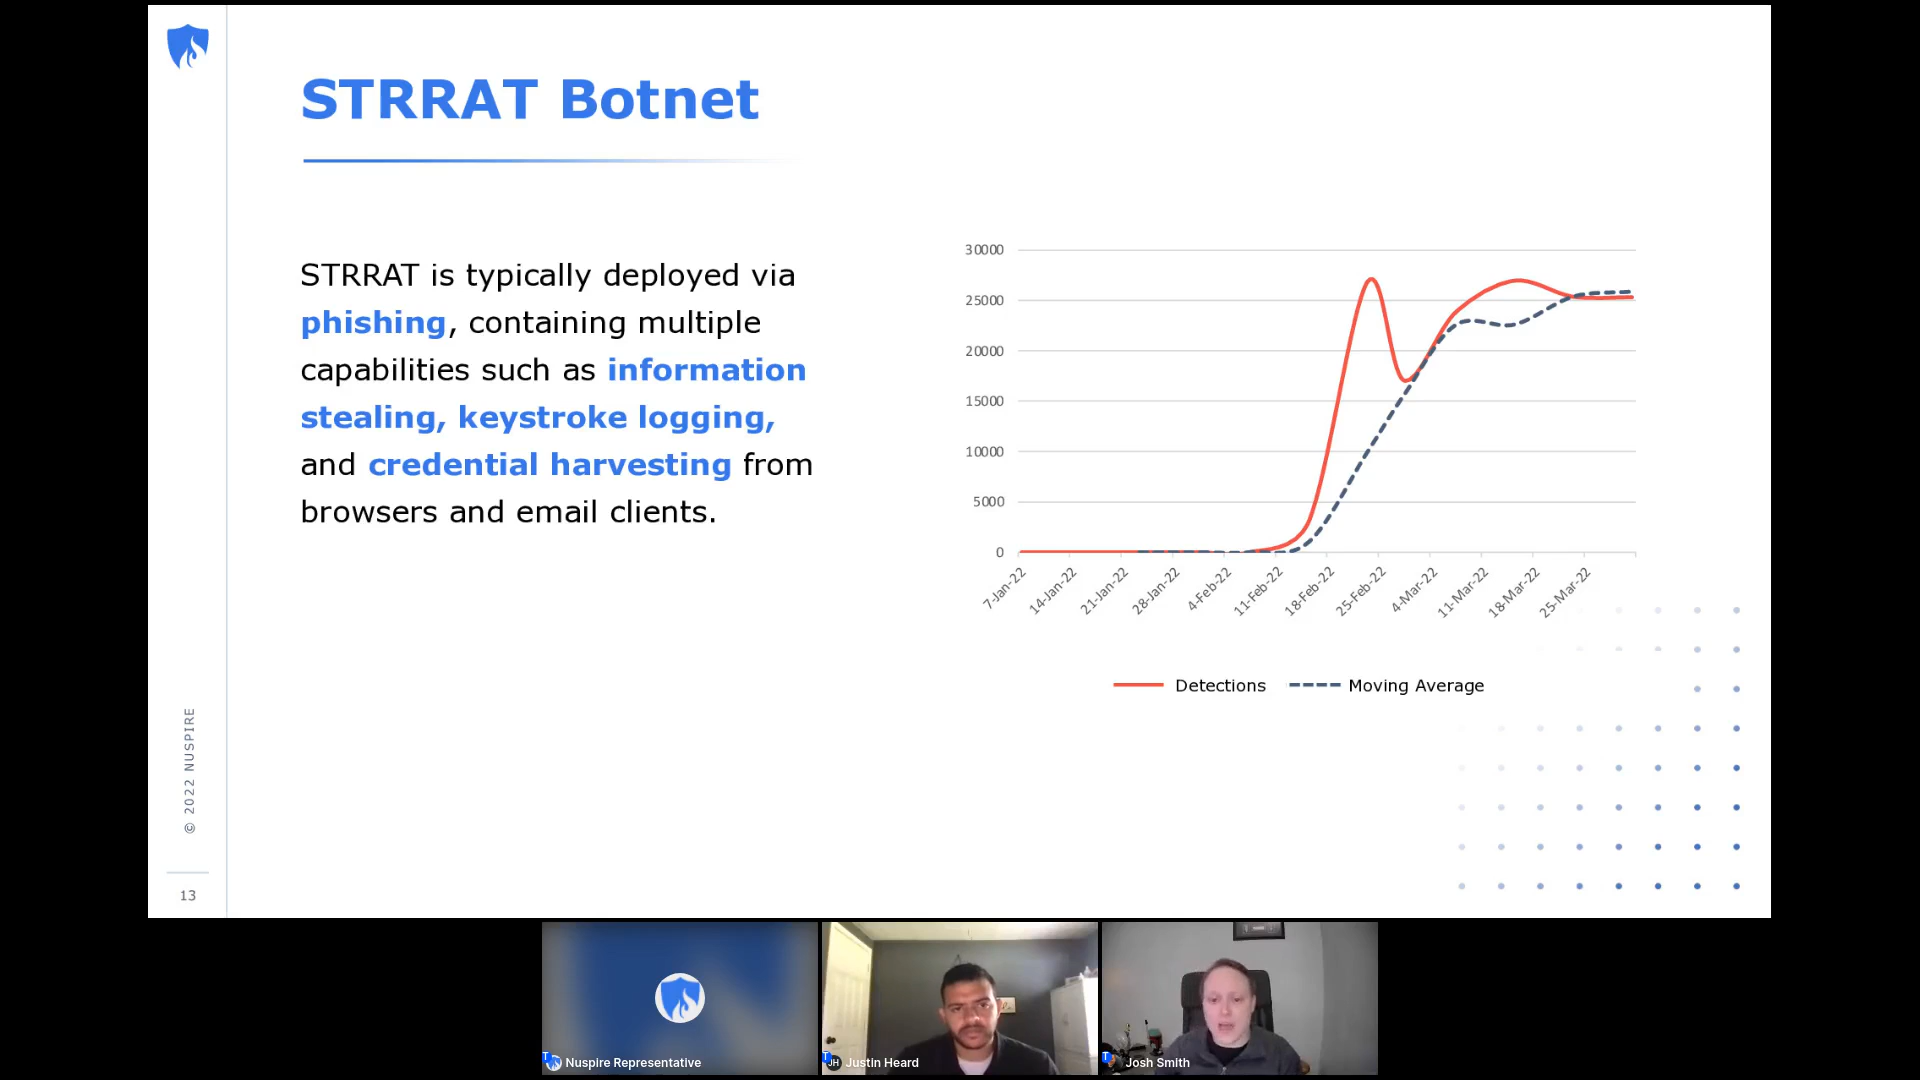 STRRAT Botnet
STRRAT is typically deployed via
phishing, containing multiple
capabilities such as information
stealing, keystroke logging,
and credential harvesting from
browsers and email clients.
30000
25000
20000
15000
10000
5000
0
7-Jan-22
14-Jan-22
21-Jan-22
28-Jan-22
4-Feb-22
11-Feb-22
18-Feb-22
25-Feb-22
4-Mar-22
11-Mar-22
18-Mar-22
25-Mar-22
Detections
Moving Average
© 2022 NUSPIRE
13
T
Nuspire Representative
T
JH
Justin Heard
T
Josh Smith